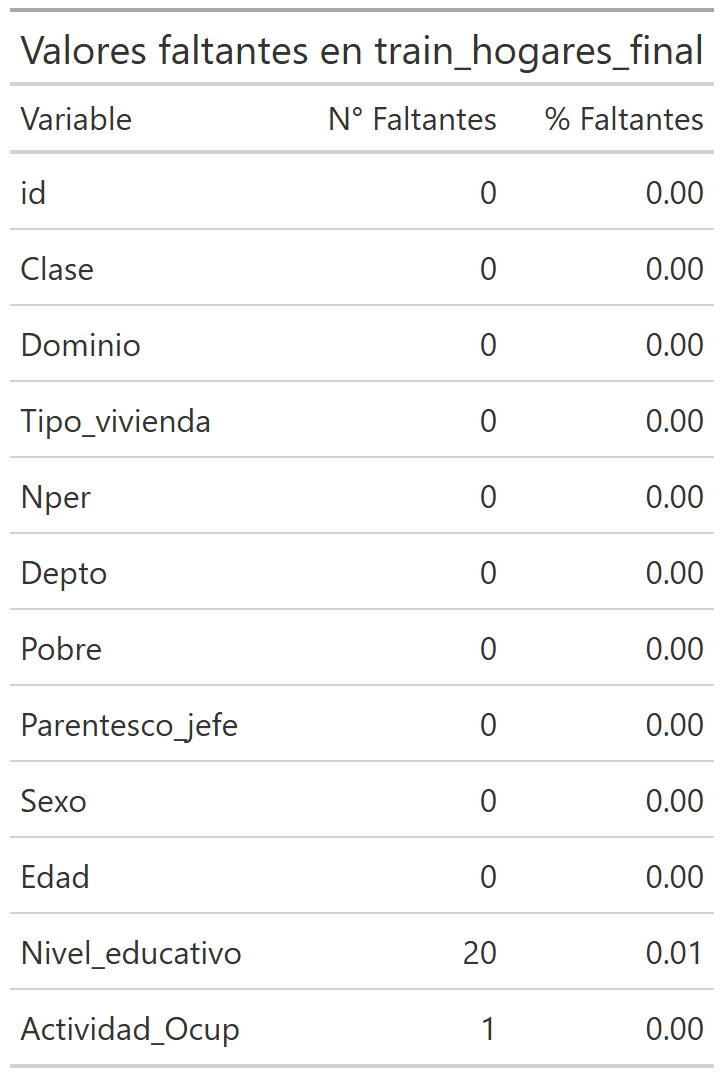 Valores faltantes en train_hogares_final
Variable N° Faltantes % Faltantes
id 0 0.00
Clase 0 0.00
Dominio 0 0.00
Tipo_vivienda 0 0.00
Nper 0 0.00
Depto 0 0.00
Pobre 0 0.00
Parentesco_jefe 0 0.00
Sexo 0 0.00
Edad 0 0.00
Nivel_educativo 20 0.01
Actividad_Ocup 1 0.00